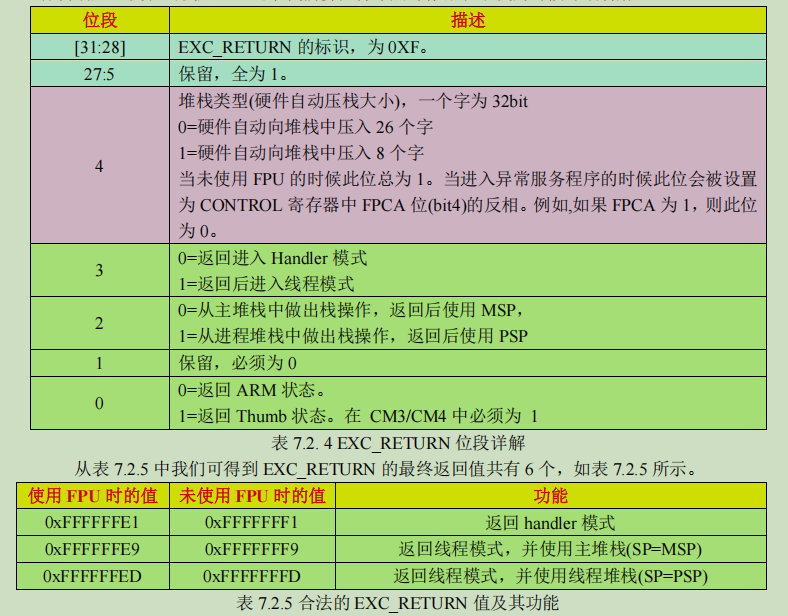 位段 描述
[31:28] EXC_RETURN 的标识，为 0XF。
27:5 保留，全为 1。
堆栈类型(硬件自动压栈大小)，一个字为 32bit
0=硬件自动向堆栈中压入 26 个字
1=硬件自动向堆栈中压入 8 个字
4
当未使用 FPU 的时候此位总为 1。当进入异常服务程序的时候此位会被设置
为 CONTROL 寄存器中 FPCA 位(bit4)的反相。例如,如果 FPCA 为 1，则此位
为 0。
3
0=返回进入 Handler 模式
1=返回后进入线程模式
2
0=从主堆栈中做出栈操作，返回后使用 MSP，
1=从进程堆栈中做出栈操作，返回后使用 PSP
1 保留，必须为 0
0
0=返回 ARM 状态。
1=返回 Thumb 状态。在 CM3/CM4 中必须为 1
表 7.2. 4 EXC_RETURN 位段详解
从表 7.2.5 中我们可得到 EXC_RETURN 的最终返回值共有 6 个，如表 7.2.5 所示。
使用 FPU 时的值 未使用 FPU 时的值 功能
0xFFFFFFE1 0xFFFFFFF1 返回 handler 模式
0xFFFFFFE9 0xFFFFFFF9 返回线程模式，并使用主堆栈(SP=MSP)
0xFFFFFFED 0xFFFFFFFD 返回线程模式，并使用线程堆栈(SP=PSP)
表 7.2.5 合法的 EXC_RETURN 值及其功能